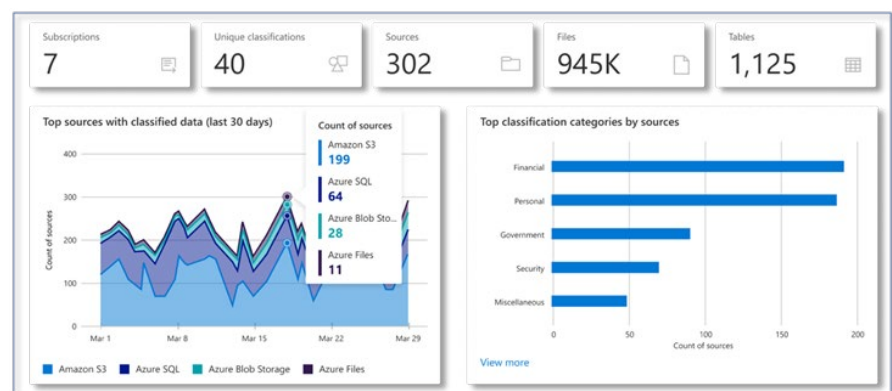 Subscriptions
7
Unique classifications
40
Sources
302
Files
945K
Tables
1,125
Top sources with classified data (last 30 days)
Count of sources
Amazon S3
199
Azure SQL
64
Azure Blob Sto...
28
Azure Files
11
400
300
200
100
0
Count of sources
Mar 1
Mar 8
Mar 15
Mar 22
Mar 29
Amazon S3
Azure SQL
Azure Blob Storage
Azure Files
Top classification categories by sources
Financial
Personal
Government
Security
Miscellaneous
0
50
100
150
200
Count of sources
View more